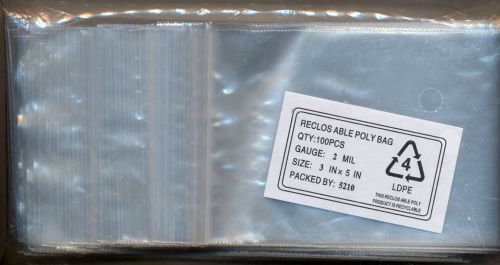 RECLOS ABLE POLY BAG
QTY:100PCS
GAUGE: 2 MIL
SIZE: 3 IN x 5 IN
PACKED BY: 5210
4
LDPE
THIS RECLOS ABLE POLY
PRODUCT IS RECYCLABLE